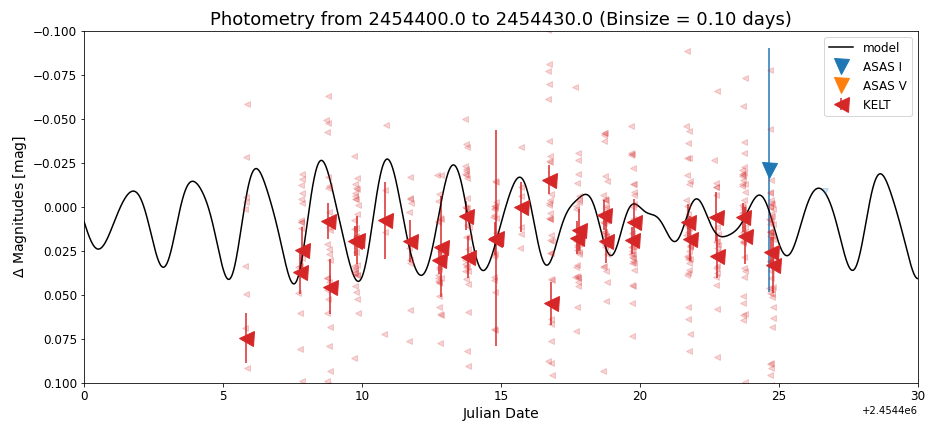 Photometry from 2454400.0 to 2454430.0 (Binsize = 0.10 days)
−0.100
−0.075
−0.050
−0.025
0.000
0.025
0.050
0.075
0.100
Δ Magnitudes [mag]
model
ASAS I
ASAS V
KELT
0 5 10 15 20 25 30
Julian Date
+2.4544e6